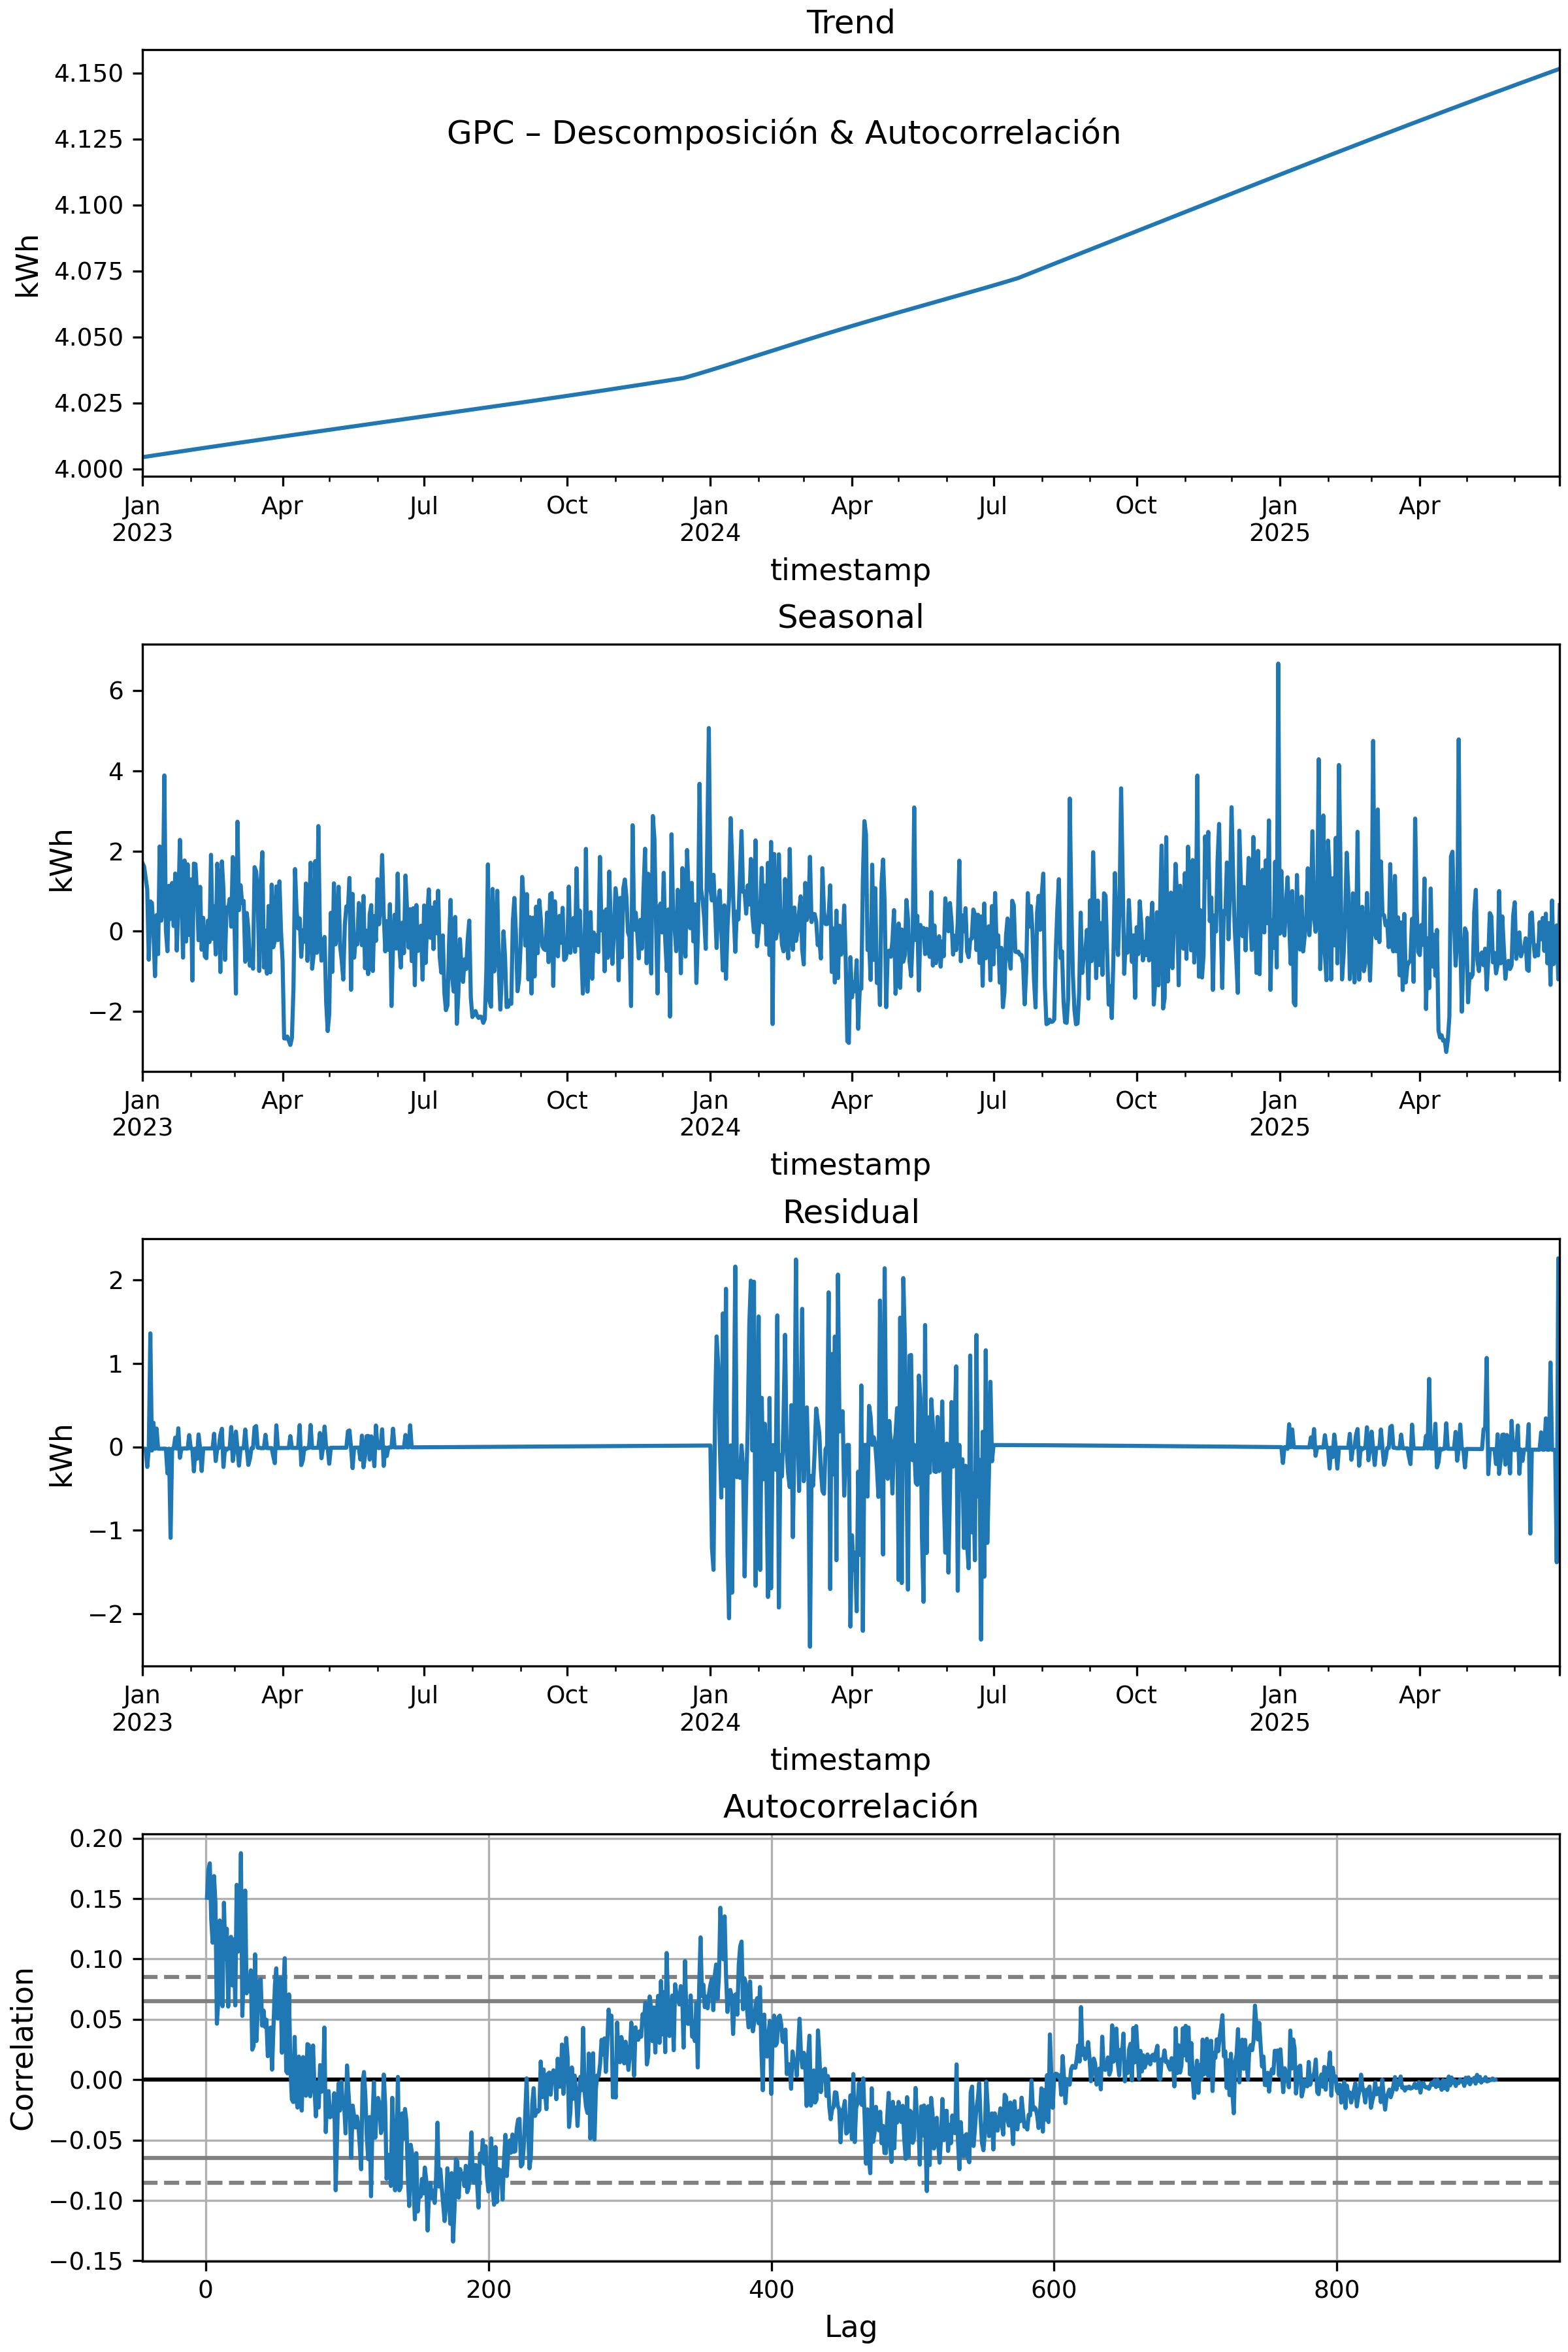 Trend
4.150
GPC – Descomposición & Autocorrelación
4.125
4.100
4.075
4.050
4.025
4.000
kWh
Jan Apr Jul Oct Jan Apr Jul Oct Jan Apr
2023 2024 2025
timestamp
Seasonal
6
4
2
0
−2
kWh
Jan Apr Jul Oct Jan Apr Jul Oct Jan Apr
2023 2024 2025
timestamp
Residual
2
1
0
−1
−2
kWh
Jan Apr Jul Oct Jan Apr Jul Oct Jan Apr
2023 2024 2025
timestamp
Autocorrelación
0.20
0.15
0.10
0.05
0.00
−0.05
−0.10
−0.15
Correlation
0 200 400 600 800
Lag